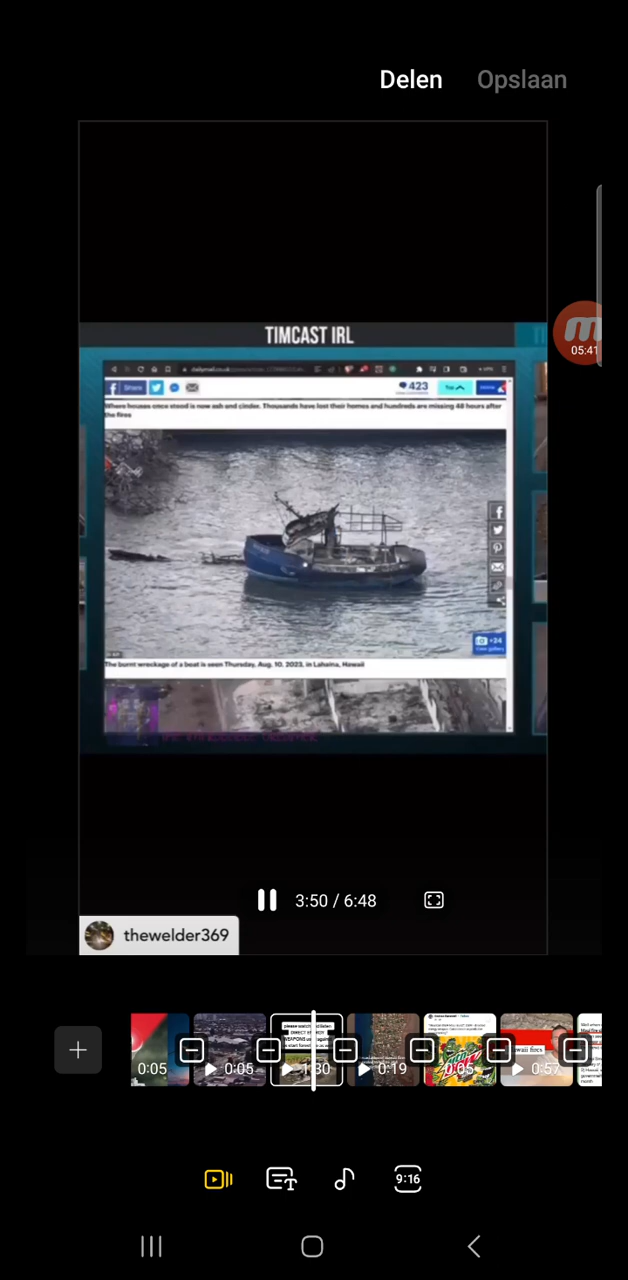 Delen Opslaan
TIMCAST IRL
05:41
Share 423
Where houses once stood is now ash and cinder. Thousands have lost their homes and hundreds are missing 48 hours after
the fires
+24
The burnt wreckage of a boat is seen Thursday, Aug. 10, 2023, in Lahaina, Hawaii
3:50 / 6:48
thewelder369
please watch
DIRECT
0:05 0:05 1:30 0:19 0:05 0:57
9:16